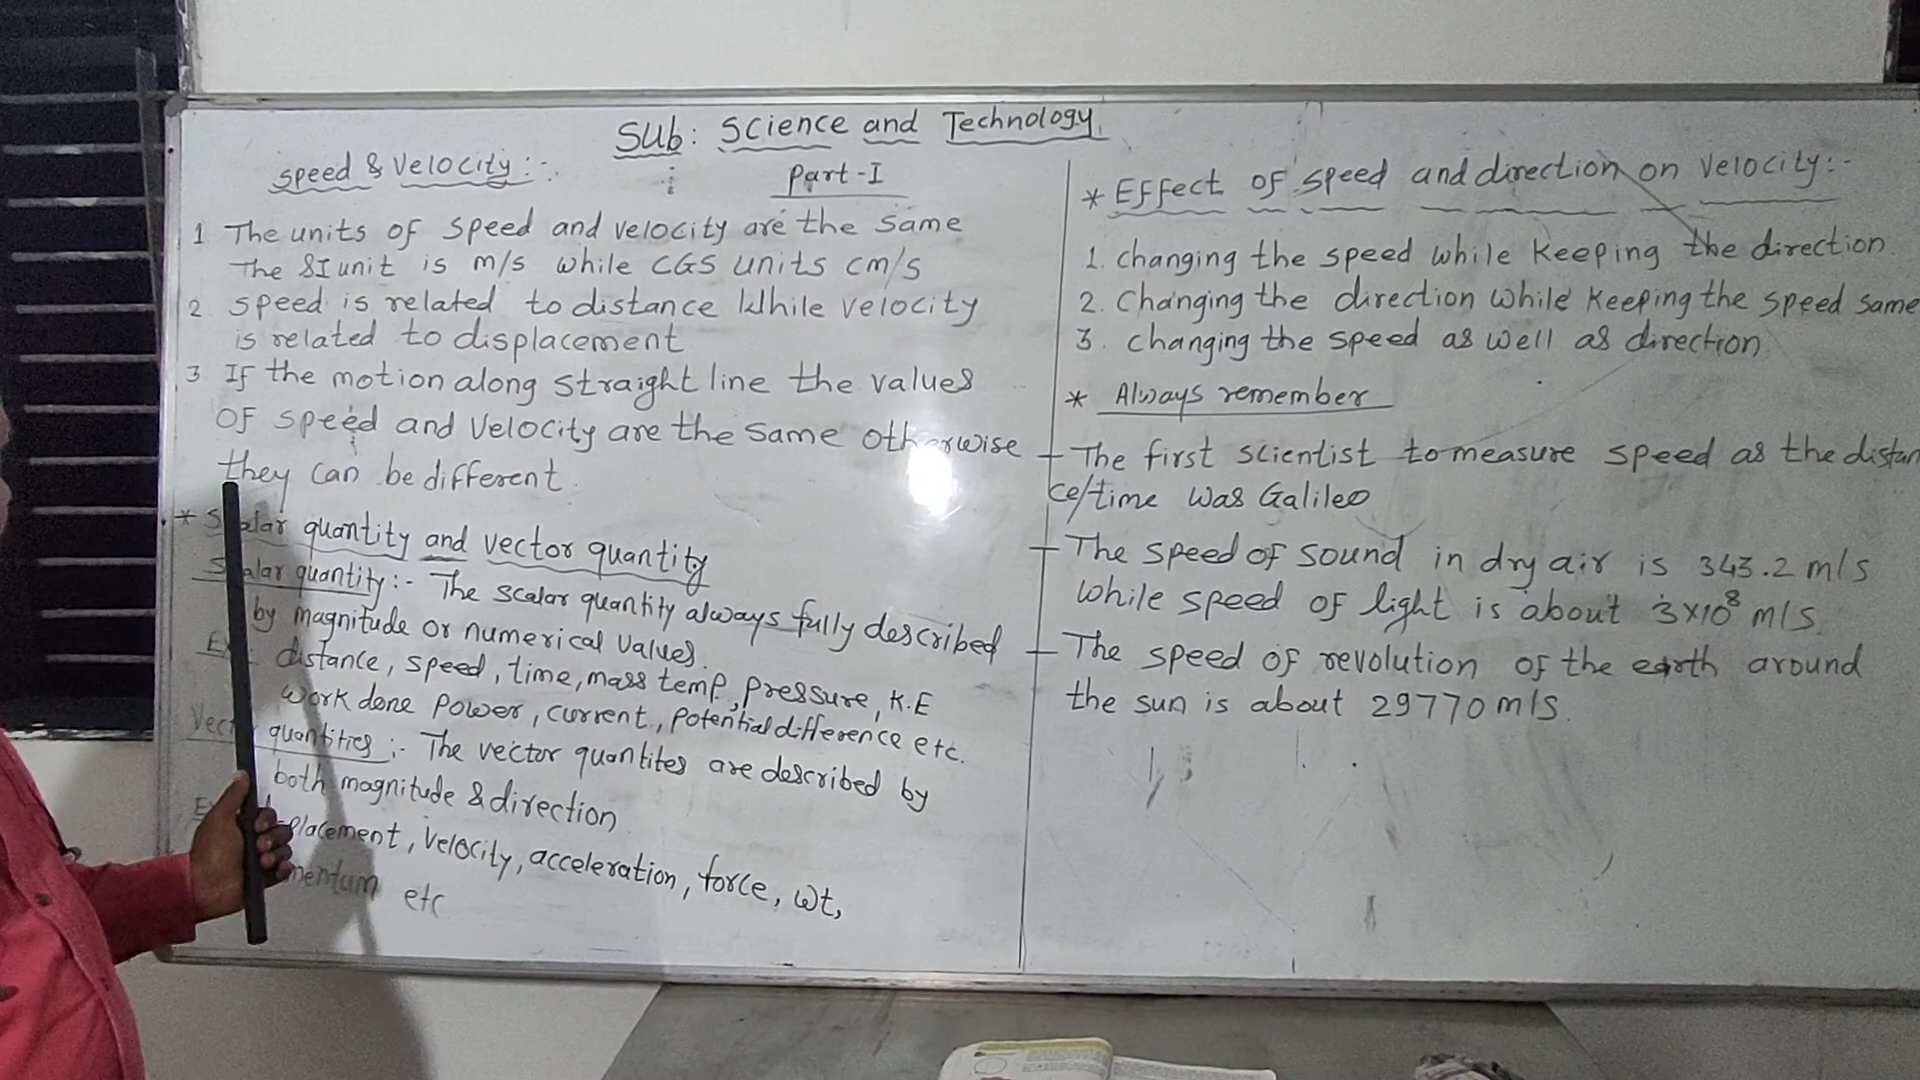 Sub: Science and Technology.
Part-I
Speed & Velocity:-
1 The units of speed and velocity are the same
The SI unit is m/s while CGS units cm/s
2. Speed is related to distance While velocity
is related to displacement
3 If the motion along straight line the values
of speed and Velocity are the same otherwise
they can be different.
* Scalar quantity and vector quantity
Scalar quantity:- The scalar quantity always fully described
by magnitude or numerical values.
Ex: distance, speed, time, mass temp, pressure, K.E
work done power, current, potential difference etc.
Vector quantities:- The vector quantites are described by
both magnitude & direction
placement, velocity, acceleration, force, wt,
mentum etc
* Effect of speed and direction on velocity:-
1. Changing the speed while keeping the direction.
2. Changing the direction while keeping the speed same
3. changing the speed as well as direction
* Always remember
- The first scientist to measure speed as the distan
ce/time was Galileo
- The speed of sound in dry air is 343.2 m/s
while speed of light is about 3x10⁸ m/s.
- The speed of revolution of the earth around
the sun is about 29770 m/s.